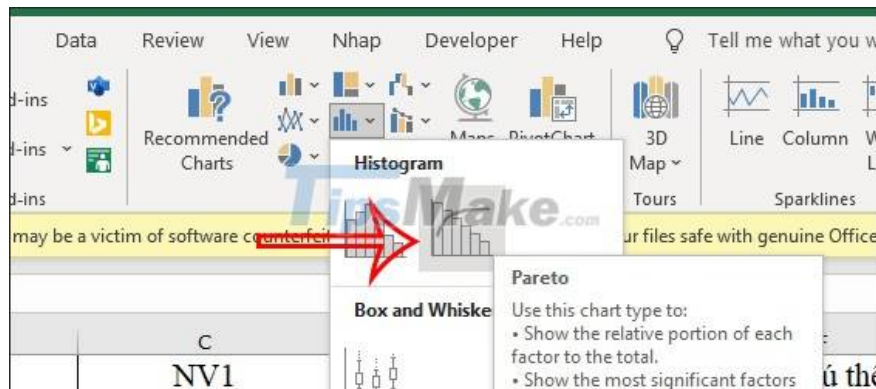 Data Review View Nhap Developer Help Tell me what you w
d-ins
d-ins
d-ins
Recommended
Charts
Maps PivotChart
3D
Map
Tours
Line Column W
L
Sparklines
Histogram
TipsMake.com
may be a victim of software counterfei
ur files safe with genuine Office
Pareto
Use this chart type to:
• Show the relative portion of each
factor to the total.
• Show the most significant factors
Box and Whiske
C
NV1
ú thể